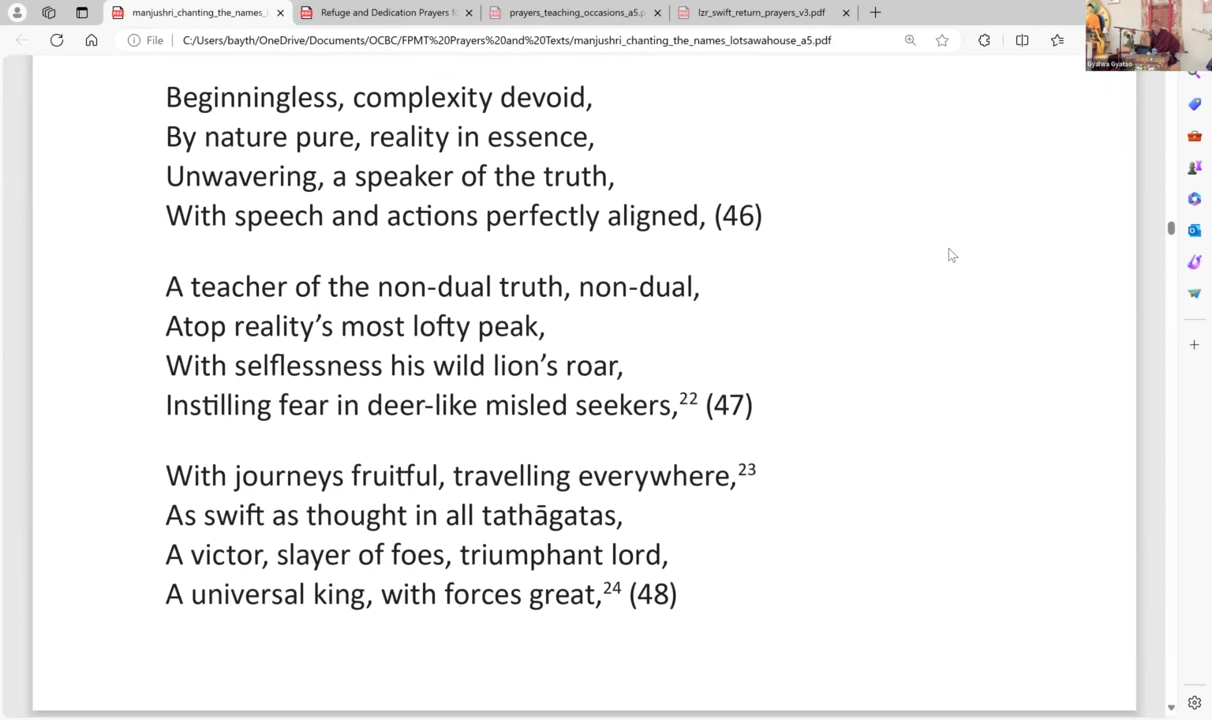 manjushri_chanting_the_names_
Refuge and Dedication Prayers f
prayers_teaching_occasions_a5.p
lzr_swift_return_prayers_v3.pdf
File
C:/Users/bayth/OneDrive/Documents/OCBC/FPMT%20Prayers%20and%20Texts/manjushri_chanting_the_names_lotsawahouse_a5.pdf
Gyalwa Gyatso
Beginningless, complexity devoid,
By nature pure, reality in essence,
Unwavering, a speaker of the truth,
With speech and actions perfectly aligned, (46)
A teacher of the non-dual truth, non-dual,
Atop reality’s most lofty peak,
With selflessness his wild lion’s roar,
Instilling fear in deer-like misled seekers,²² (47)
With journeys fruitful, travelling everywhere,²³
As swift as thought in all tathāgatas,
A victor, slayer of foes, triumphant lord,
A universal king, with forces great,²⁴ (48)